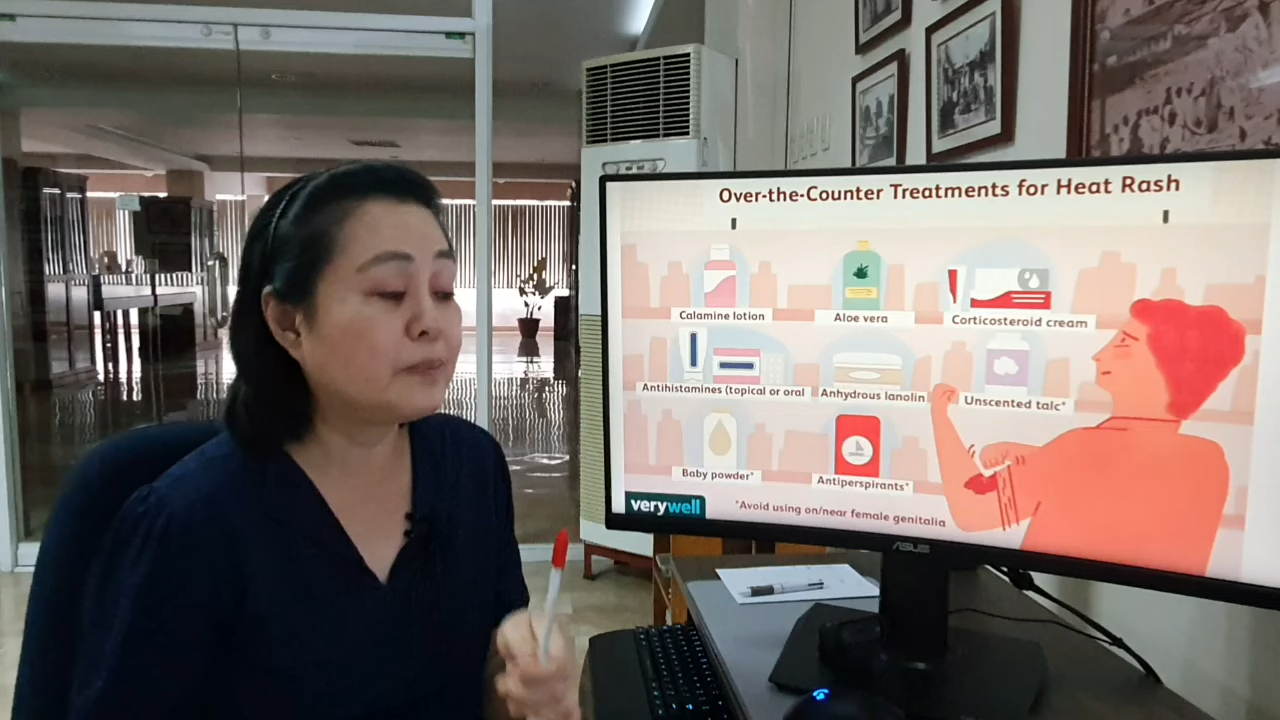 Over-the-Counter Treatments for Heat Rash
Calamine lotion
Aloe vera
Corticosteroid cream
Antihistamines (topical or oral
Anhydrous lanolin
Unscented talc*
Baby powder*
Antiperspirants*
verywell
*Avoid using on/near female genitalia
ASUS